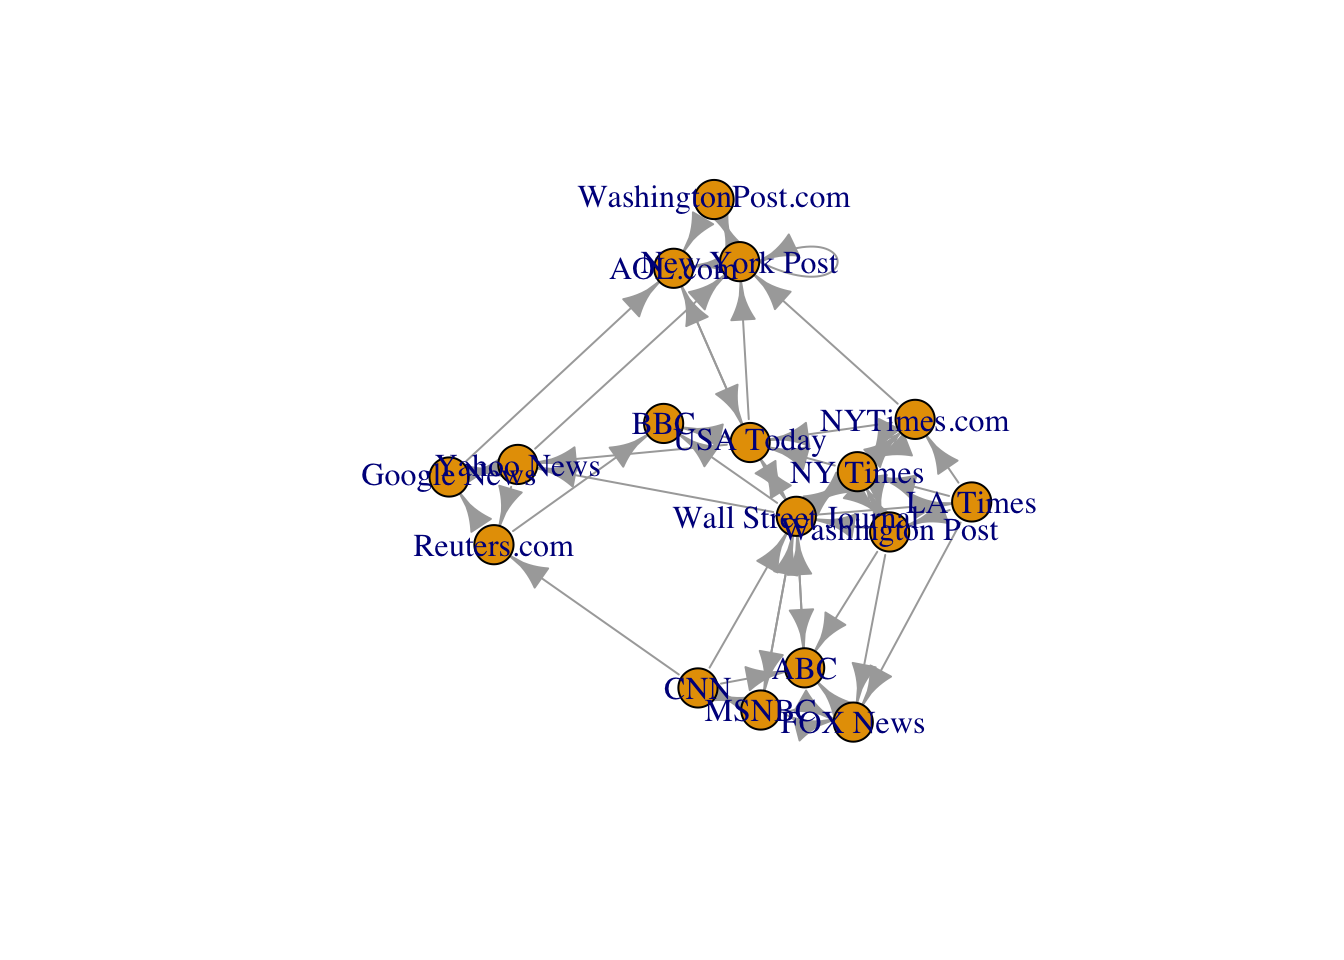 WashingtonPost.com
New York Post
AOL.com
BBC
NYTimes.com
USA Today
Yahoo News
Google News
NY Times
LA Times
Wall Street Journal
Washington Post
Reuters.com
ABC
CNN
MSNBC
FOX News